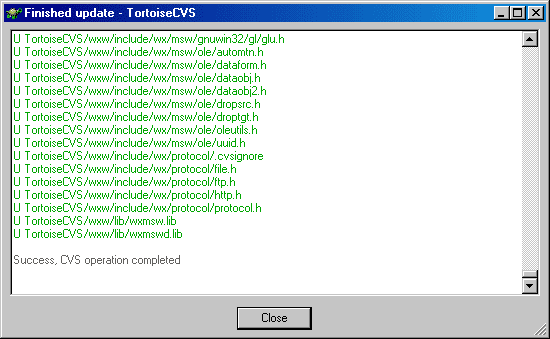 Finished update - TortoiseCVS
U TortoiseCVS/wxw/include/wx/msw/gnuwin32/gl/glu.h
U TortoiseCVS/wxw/include/wx/msw/ole/automtn.h
U TortoiseCVS/wxw/include/wx/msw/ole/dataform.h
U TortoiseCVS/wxw/include/wx/msw/ole/dataobj.h
U TortoiseCVS/wxw/include/wx/msw/ole/dataobj2.h
U TortoiseCVS/wxw/include/wx/msw/ole/dropsrc.h
U TortoiseCVS/wxw/include/wx/msw/ole/droptgt.h
U TortoiseCVS/wxw/include/wx/msw/ole/oleutils.h
U TortoiseCVS/wxw/include/wx/msw/ole/uuid.h
U TortoiseCVS/wxw/include/wx/protocol/.cvsignore
U TortoiseCVS/wxw/include/wx/protocol/file.h
U TortoiseCVS/wxw/include/wx/protocol/ftp.h
U TortoiseCVS/wxw/include/wx/protocol/http.h
U TortoiseCVS/wxw/include/wx/protocol/protocol.h
U TortoiseCVS/wxw/lib/wxmsw.lib
U TortoiseCVS/wxw/lib/wxmswd.lib
Success, CVS operation completed
Close